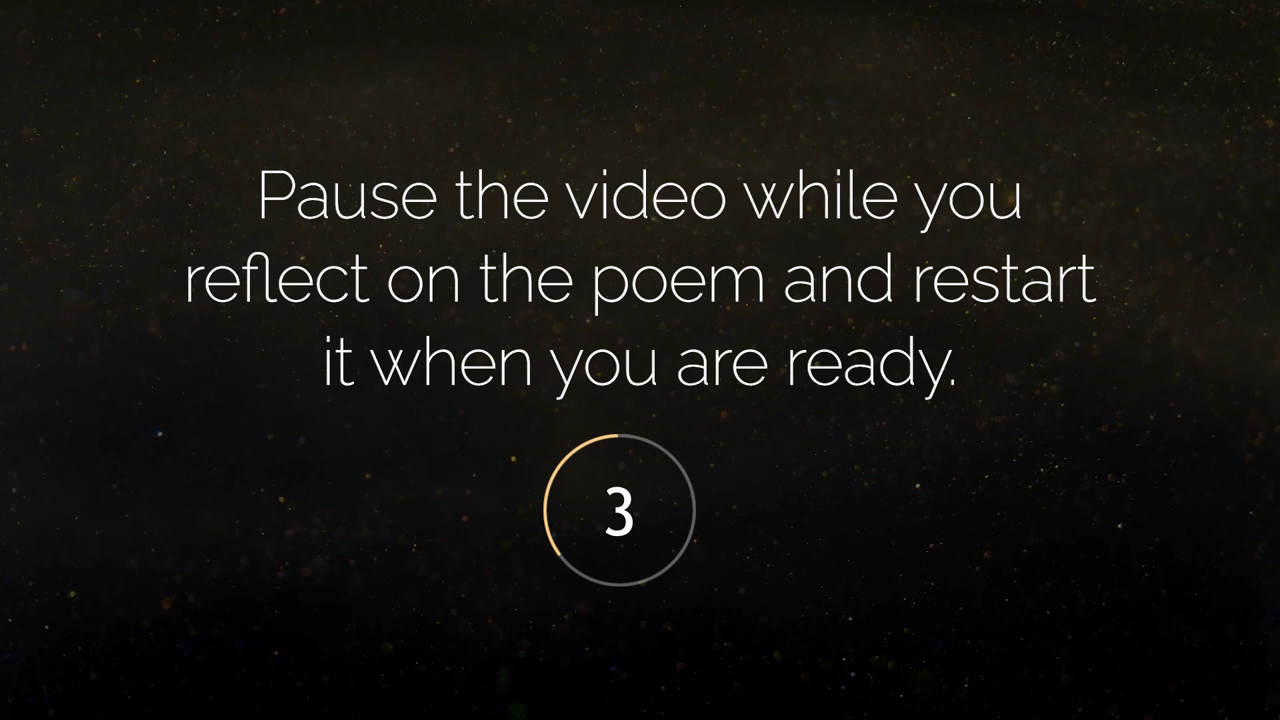 Pause the video while you
reflect on the poem and restart
it when you are ready.
3